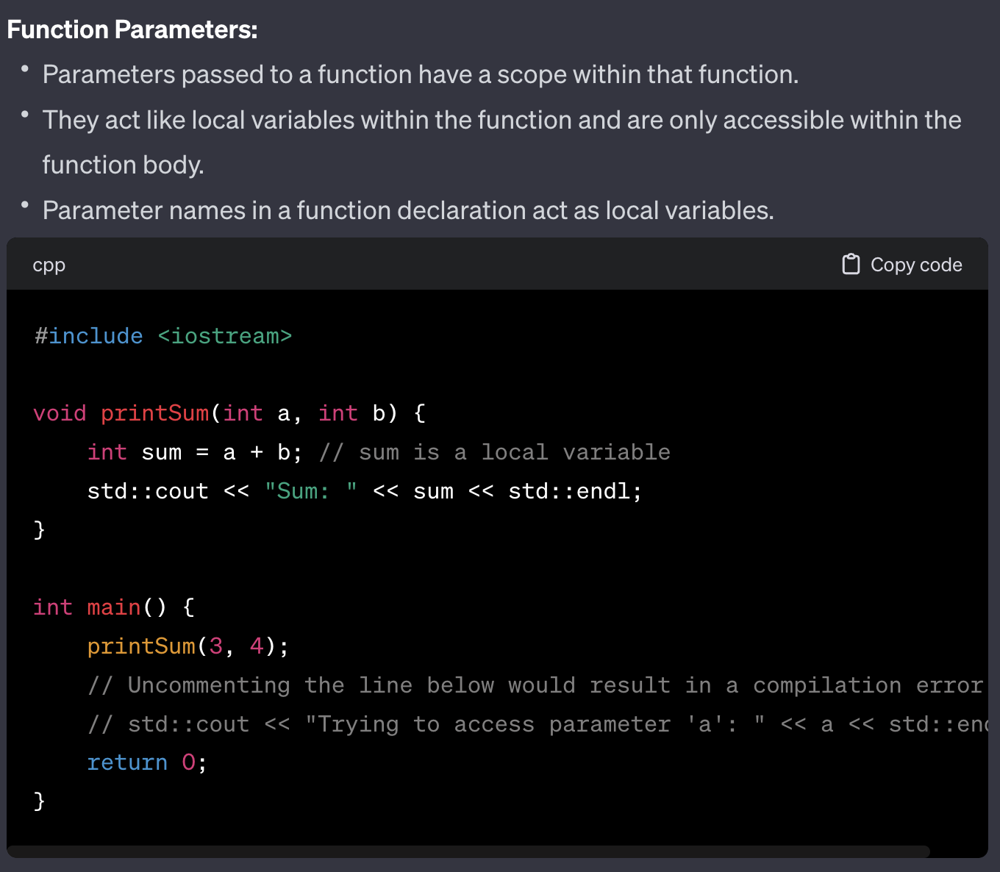 Function Parameters:
• Parameters passed to a function have a scope within that function.
• They act like local variables within the function and are only accessible within the
function body.
• Parameter names in a function declaration act as local variables.
cpp Copy code
#include <iostream>
void printSum(int a, int b) {
    int sum = a + b; // sum is a local variable
    std::cout << "Sum: " << sum << std::endl;
}
int main() {
    printSum(3, 4);
    // Uncommenting the line below would result in a compilation error
    // std::cout << "Trying to access parameter 'a': " << a << std::en
    return 0;
}